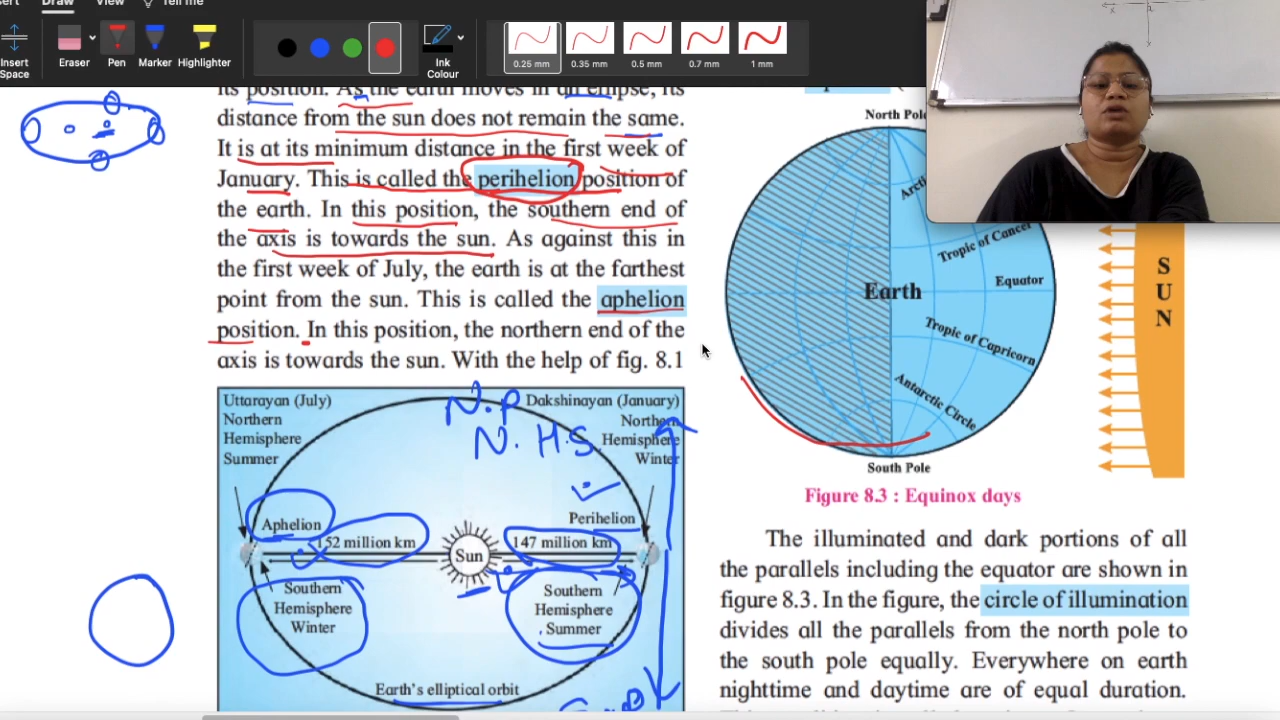 Draw
View
Tell me
Insert
Space
Eraser
Pen
Marker
Highlighter
Ink
Colour
0.25 mm
0.35 mm
0.5 mm
0.7 mm
1 mm
its position. As the earth moves in an ellipse, its
distance from the sun does not remain the same.
It is at its minimum distance in the first week of
January. This is called the perihelion position of
the earth. In this position, the southern end of
the axis is towards the sun. As against this in
the first week of July, the earth is at the farthest
point from the sun. This is called the aphelion
position. In this position, the northern end of the
axis is towards the sun. With the help of fig. 8.1
Uttarayan (July)
Northern
Hemisphere
Summer
N.P
N. H.S
Dakshinayan (January)
Northern
Hemisphere
Winter
Aphelion
152 million km
Sun
Perihelion
147 million km
Southern
Hemisphere
Winter
Southern
Hemisphere
Summer
Earth's elliptical orbit
North Pole
Tropic of Cancer
Equator
Earth
Tropic of Capricorn
Antarctic Circle
South Pole
SUN
Figure 8.3 : Equinox days
The illuminated and dark portions of all
the parallels including the equator are shown in
figure 8.3. In the figure, the circle of illumination
divides all the parallels from the north pole to
the south pole equally. Everywhere on earth
nighttime and daytime are of equal duration.